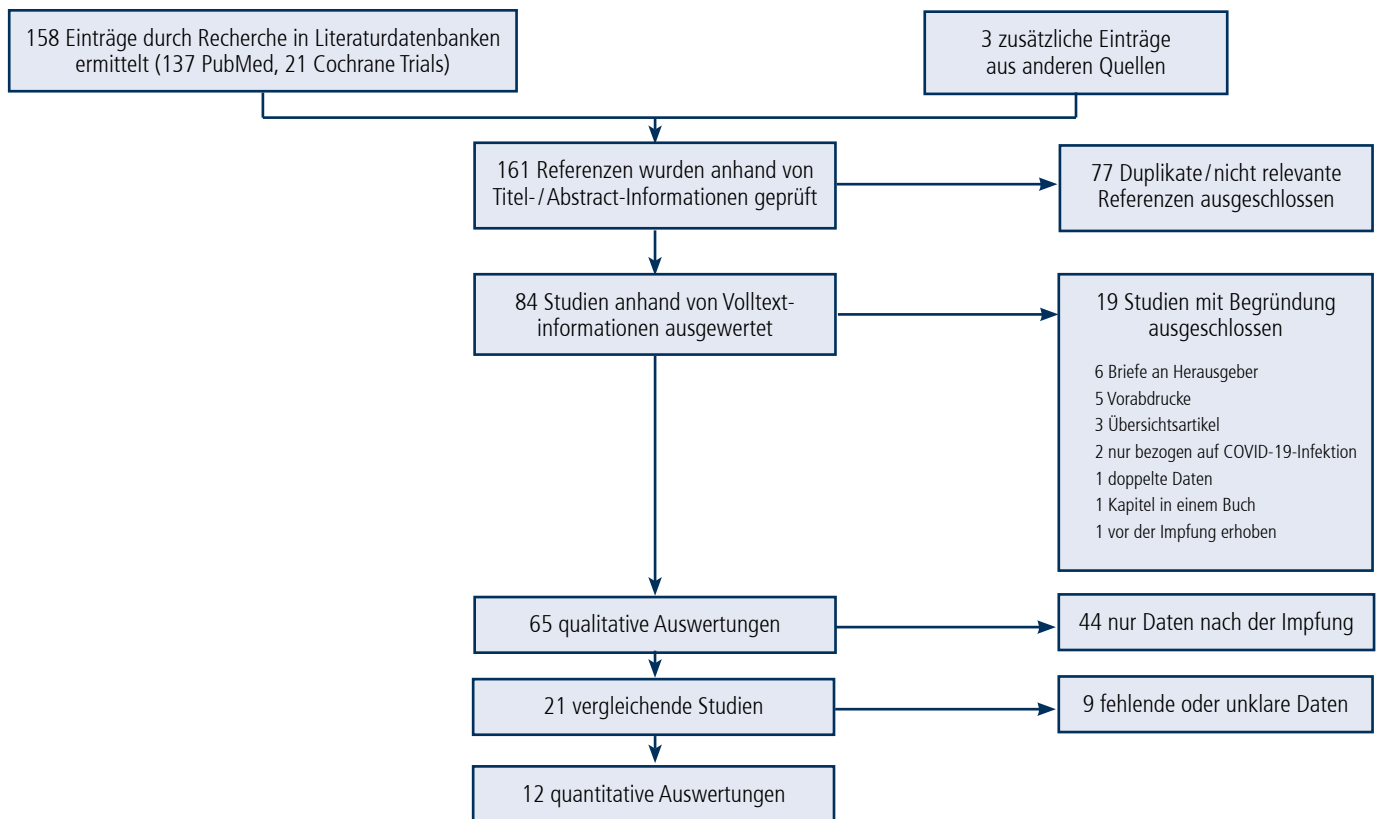 158 Einträge durch Recherche in Literaturdatenbanken
ermittelt (137 PubMed, 21 Cochrane Trials)
3 zusätzliche Einträge
aus anderen Quellen
161 Referenzen wurden anhand von
Titel-/Abstract-Informationen geprüft
77 Duplikate/nicht relevante
Referenzen ausgeschlossen
84 Studien anhand von Volltext-
informationen ausgewertet
19 Studien mit Begründung
ausgeschlossen
6 Briefe an Herausgeber
5 Vorabdrucke
3 Übersichtsartikel
2 nur bezogen auf COVID-19-Infektion
1 doppelte Daten
1 Kapitel in einem Buch
1 vor der Impfung erhoben
65 qualitative Auswertungen
44 nur Daten nach der Impfung
21 vergleichende Studien
9 fehlende oder unklare Daten
12 quantitative Auswertungen